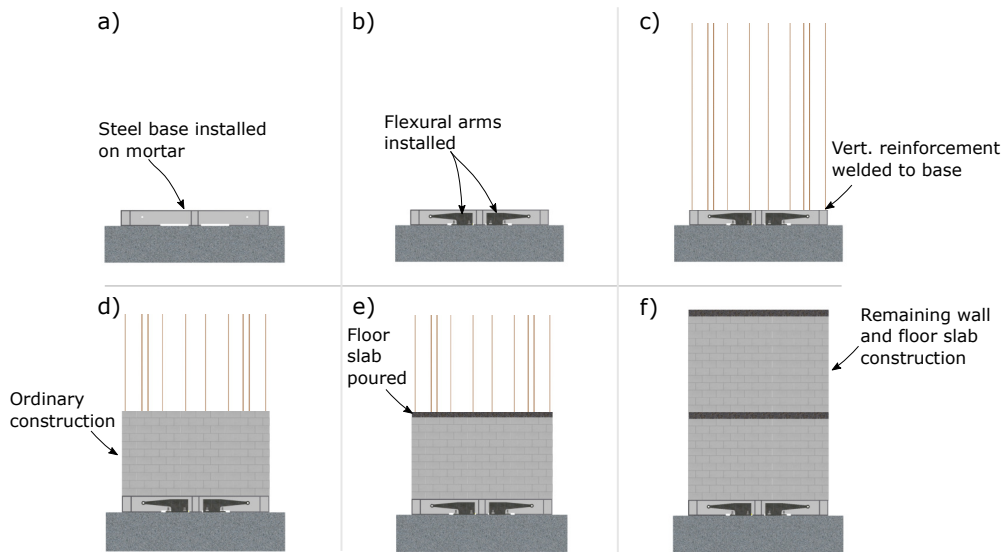 a)
Steel base installed
on mortar
b)
Flexural arms
installed
c)
Vert. reinforcement
welded to base
d)
Ordinary
construction
e)
Floor
slab
poured
f)
Remaining wall
and floor slab
construction